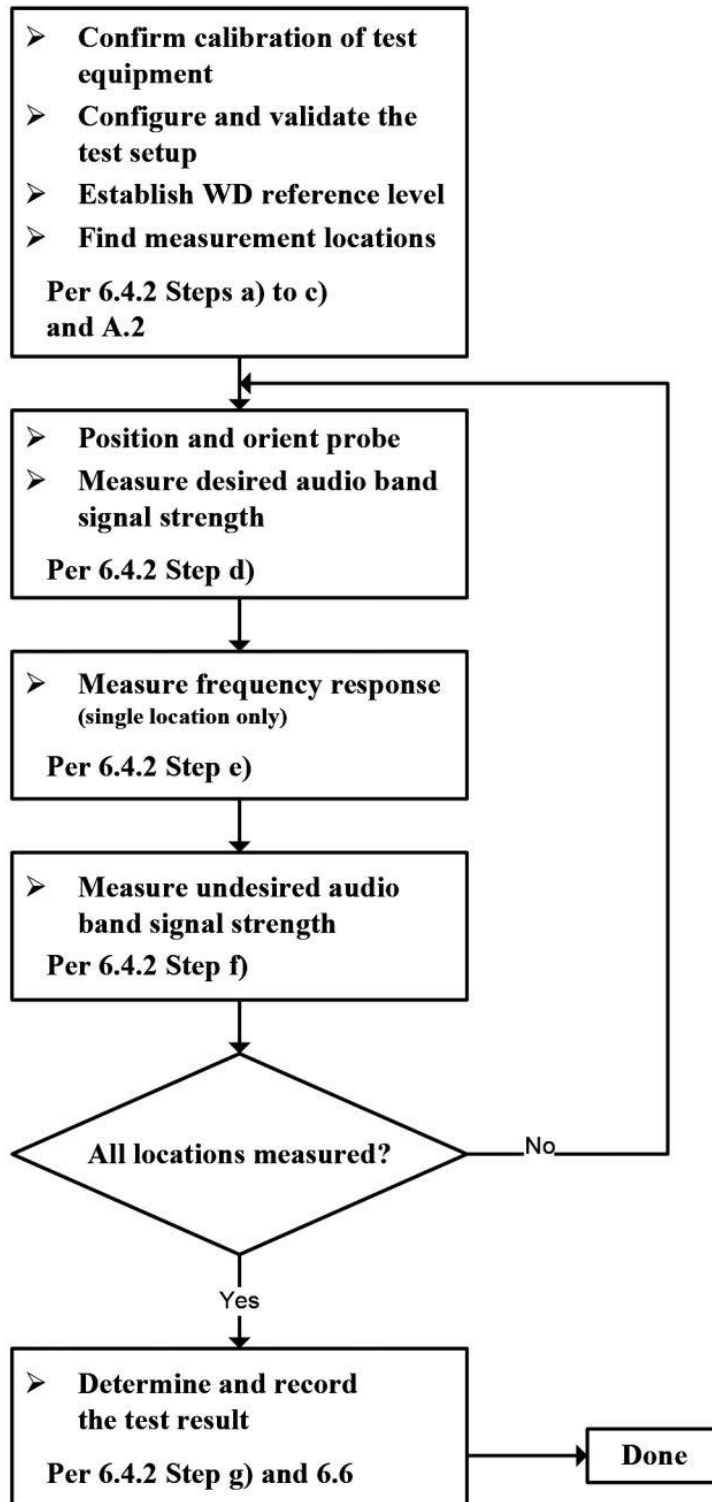 ➢ Confirm calibration of test
equipment
➢ Configure and validate the
test setup
➢ Establish WD reference level
➢ Find measurement locations
Per 6.4.2 Steps a) to c)
and A.2
➢ Position and orient probe
➢ Measure desired audio band
signal strength
Per 6.4.2 Step d)
➢ Measure frequency response
(single location only)
Per 6.4.2 Step e)
➢ Measure undesired audio
band signal strength
Per 6.4.2 Step f)
All locations measured?
No
Yes
➢ Determine and record
the test result
Per 6.4.2 Step g) and 6.6
Done